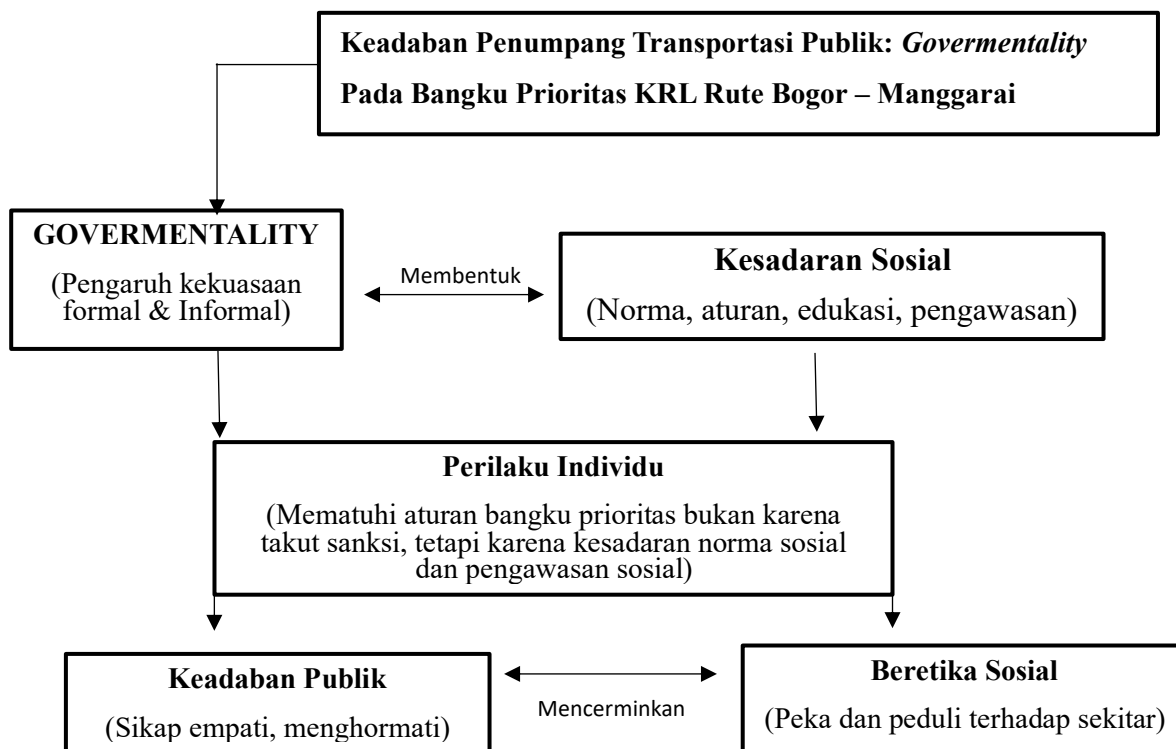 Keadaban Penumpang Transportasi Publik: Govermentality
Pada Bangku Prioritas KRL Rute Bogor – Manggarai
GOVERMENTALITY
(Pengaruh kekuasaan
formal & Informal)
Membentuk
Kesadaran Sosial
(Norma, aturan, edukasi, pengawasan)
Perilaku Individu
(Mematuhi aturan bangku prioritas bukan karena
takut sanksi, tetapi karena kesadaran norma sosial
dan pengawasan sosial)
Keadaban Publik
(Sikap empati, menghormati)
Mencerminkan
Beretika Sosial
(Peka dan peduli terhadap sekitar)